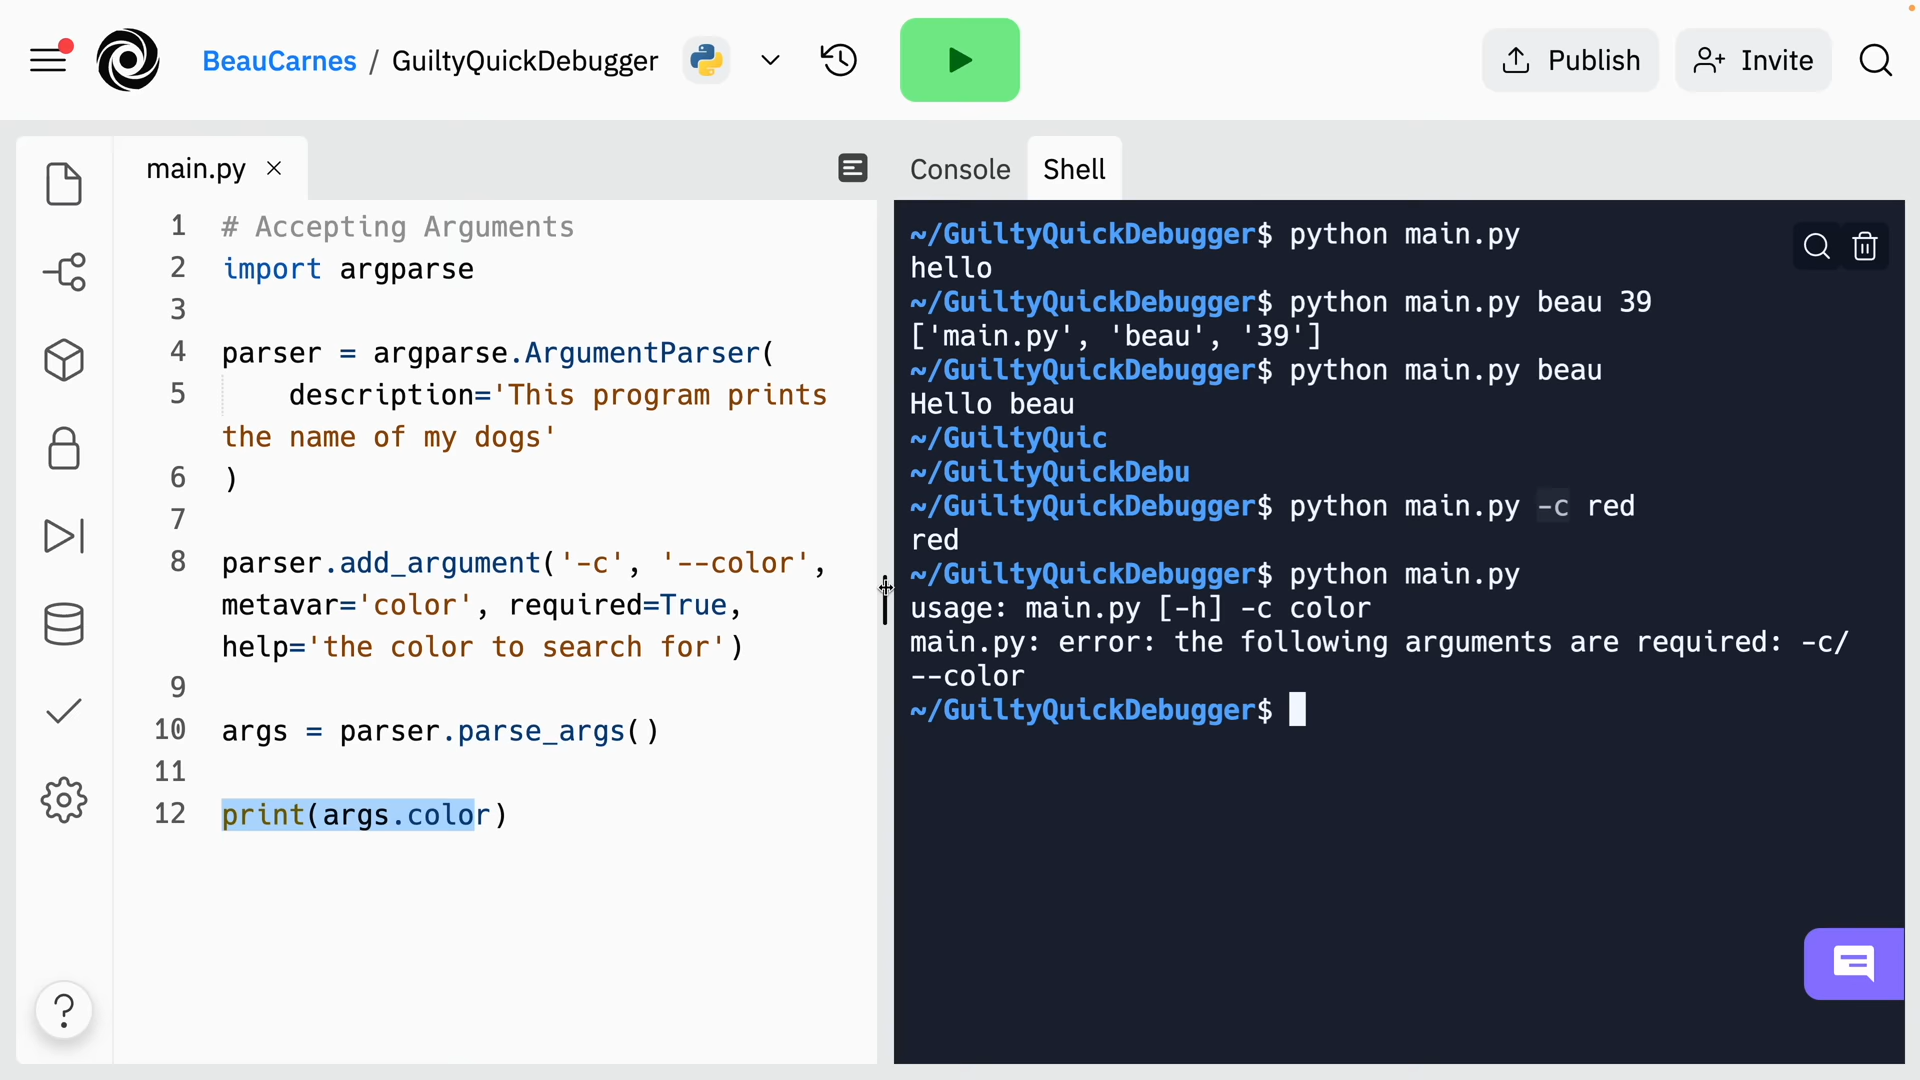 BeauCarnes / GuiltyQuickDebugger
Publish
Invite
main.py
Console
Shell
1 # Accepting Arguments
2 import argparse
3
4 parser = argparse.ArgumentParser(
5 description='This program prints
the name of my dogs'
6 )
7
8 parser.add_argument('-c', '--color',
metavar='color', required=True,
help='the color to search for')
9
10 args = parser.parse_args()
11
12 print(args.color)
~/GuiltyQuickDebugger$ python main.py
hello
~/GuiltyQuickDebugger$ python main.py beau 39
['main.py', 'beau', '39']
~/GuiltyQuickDebugger$ python main.py beau
Hello beau
~/GuiltyQuic
~/GuiltyQuickDebu
~/GuiltyQuickDebugger$ python main.py -c red
red
~/GuiltyQuickDebugger$ python main.py
usage: main.py [-h] -c color
main.py: error: the following arguments are required: -c/
--color
~/GuiltyQuickDebugger$
?